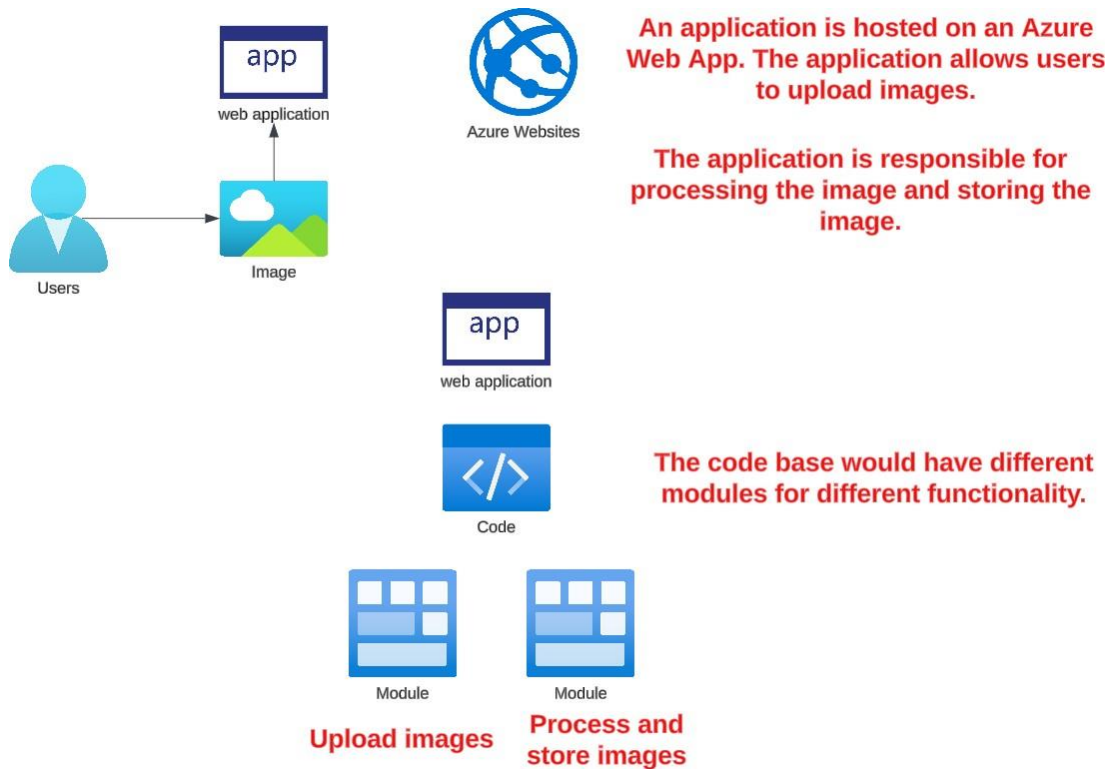 app
web application
Azure Websites
An application is hosted on an Azure
Web App. The application allows users
to upload images.
The application is responsible for
processing the image and storing the
image.
Users
Image
app
web application
Code
The code base would have different
modules for different functionality.
Module
Module
Upload images
Process and
store images